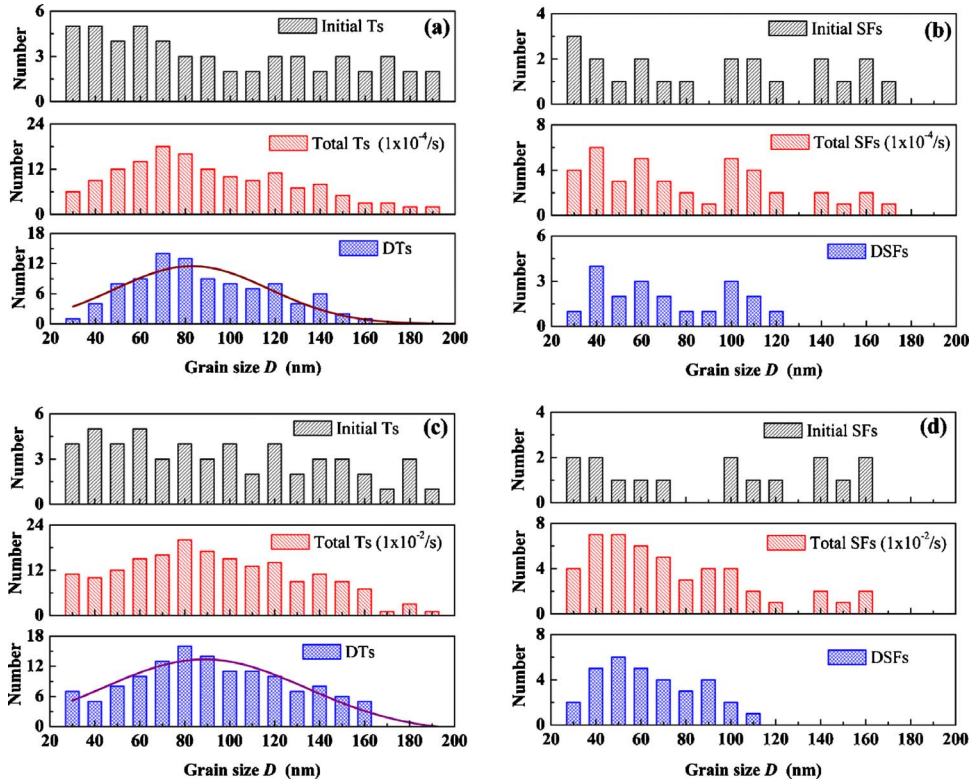 6
3
0
Number
Initial Ts
(a)
24
12
0
Number
Total Ts (1x10⁻⁴/s)
18
12
6
0
Number
DTs
20 40 60 80 100 120 140 160 180 200
Grain size D (nm)
4
2
0
Number
Initial SFs
(b)
8
4
0
Number
Total SFs (1x10⁻⁴/s)
6
3
0
Number
DSFs
20 40 60 80 100 120 140 160 180 200
Grain size D (nm)
6
3
0
Number
Initial Ts
(c)
24
12
0
Number
Total Ts (1x10⁻²/s)
18
12
6
0
Number
DTs
20 40 60 80 100 120 140 160 180 200
Grain size D (nm)
4
2
0
Number
Initial SFs
(d)
8
4
0
Number
Total SFs (1x10⁻²/s)
8
4
0
Number
DSFs
20 40 60 80 100 120 140 160 180 200
Grain size D (nm)